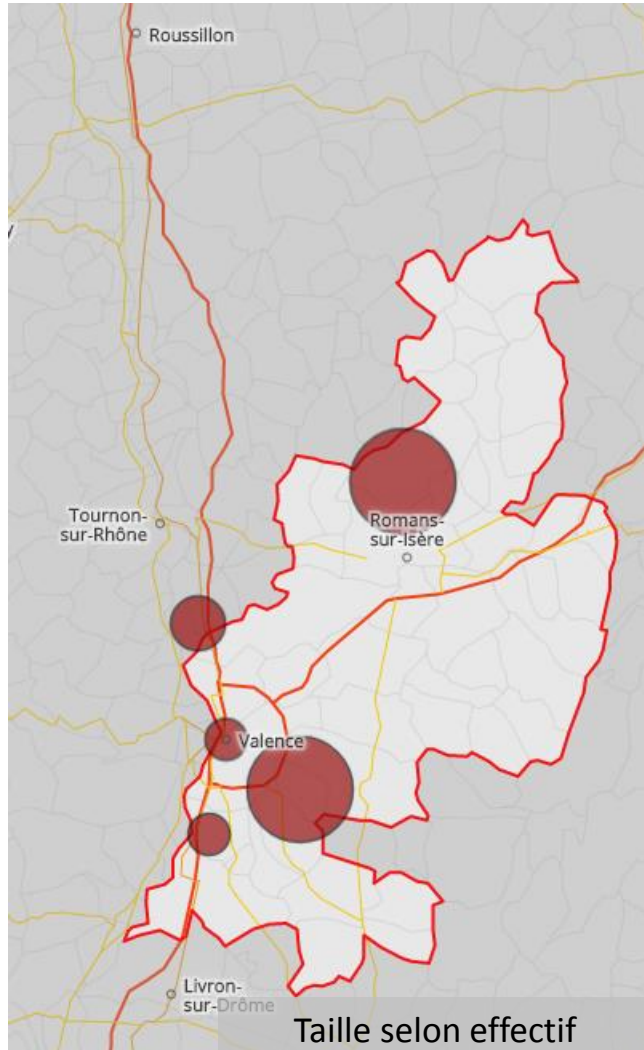 Roussillon
y
Tournon-
sur-Rhône
Romans-
sur-Isère
Valence
Livron-
sur-Drôme
Taille selon effectif